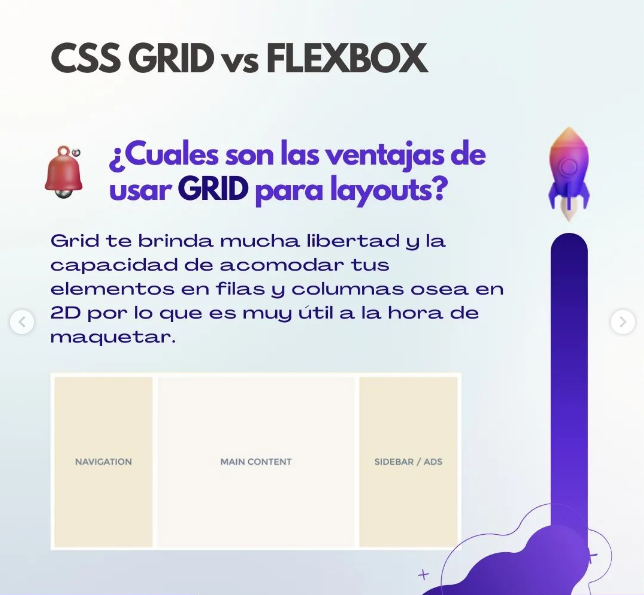 CSS GRID vs FLEXBOX
¿Cuales son las ventajas de
usar GRID para layouts?
Grid te brinda mucha libertad y la
capacidad de acomodar tus
elementos en filas y columnas osea en
2D por lo que es muy útil a la hora de
maquetar.
NAVIGATION
MAIN CONTENT
SIDEBAR / ADS